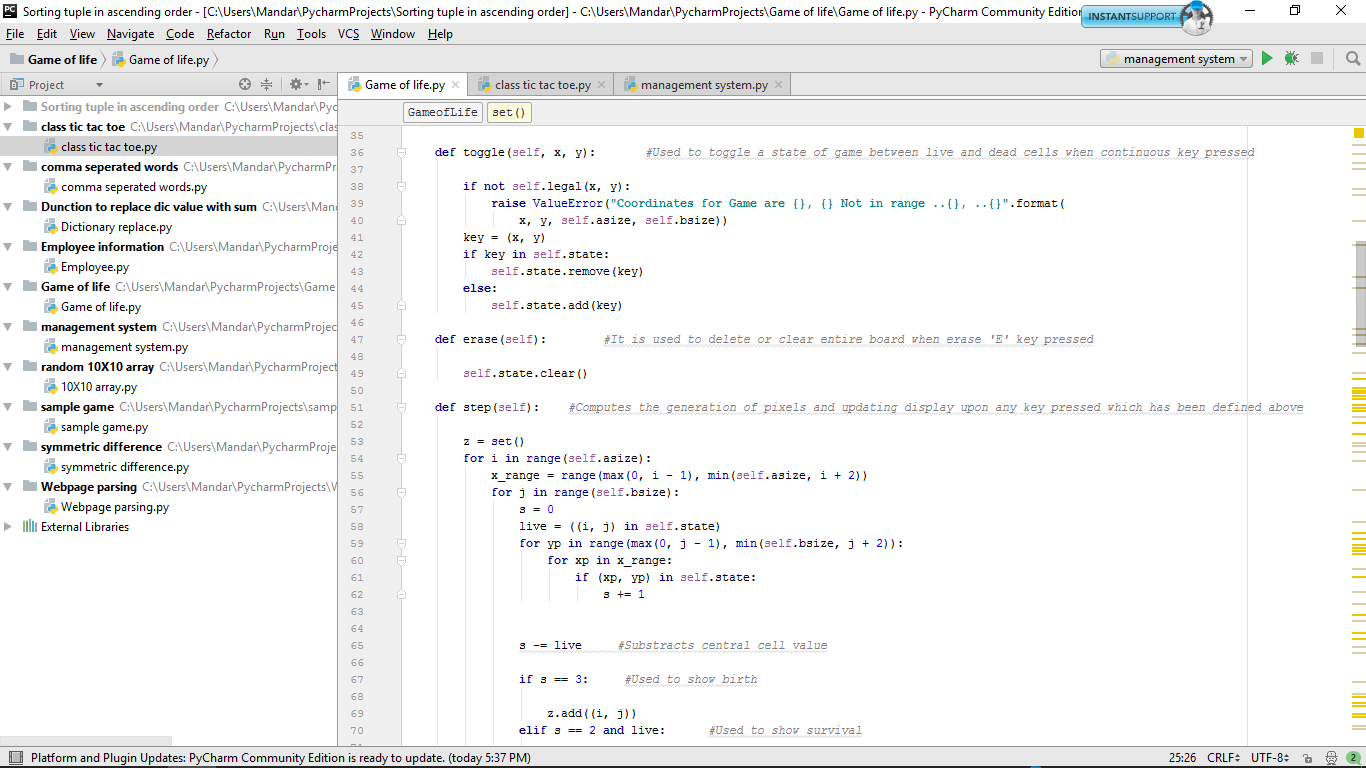 Sorting tuple in ascending order - [C:\Users\Mandar\PycharmProjects\Sorting tuple in ascending order] - C:\Users\Mandar\PycharmProjects\Game of life\Game of life.py - PyCharm Community Edition
INSTANTSUPPORT
File Edit View Navigate Code Refactor Run Tools VCS Window Help
Game of life Game of life.py management system
Project
Game of life.py class tic tac toe.py management system.py
Sorting tuple in ascending order C:\Users\Mandar\Pyc
class tic tac toe C:\Users\Mandar\PycharmProjects\clas
class tic tac toe.py
comma seperated words C:\Users\Mandar\PycharmP
comma seperated words.py
Dunction to replace dic value with sum C:\Users\Man
Dictionary replace.py
Employee information C:\Users\Mandar\PycharmProje
Employee.py
Game of life C:\Users\Mandar\PycharmProjects\Game
Game of life.py
management system C:\Users\Mandar\PycharmProjec
management system.py
random 10X10 array C:\Users\Mandar\PycharmProject
10X10 array.py
sample game C:\Users\Mandar\PycharmProjects\samp
sample game.py
symmetric difference C:\Users\Mandar\PycharmProje
symmetric difference.py
Webpage parsing C:\Users\Mandar\PycharmProjects\W
Webpage parsing.py
External Libraries
GameofLife set()
35
36 def toggle(self, x, y): #Used to toggle a state of game between live and dead cells when continuous key pressed
37
38 if not self.legal(x, y):
39 raise ValueError("Coordinates for Game are {}, {} Not in range ..{}, ..{}".format(
40 x, y, self.asize, self.bsize))
41 key = (x, y)
42 if key in self.state:
43 self.state.remove(key)
44 else:
45 self.state.add(key)
46
47 def erase(self): #It is used to delete or clear entire board when erase 'E' key pressed
48
49 self.state.clear()
50
51 def step(self): #Computes the generation of pixels and updating display upon any key pressed which has been defined above
52
53 z = set()
54 for i in range(self.asize):
55 x_range = range(max(0, i - 1), min(self.asize, i + 2))
56 for j in range(self.bsize):
57 s = 0
58 live = ((i, j) in self.state)
59 for yp in range(max(0, j - 1), min(self.bsize, j + 2)):
60 for xp in x_range:
61 if (xp, yp) in self.state:
62 s += 1
63
64
65 s -= live #Substracts central cell value
66
67 if s == 3: #Used to show birth
68
69 z.add((i, j))
70 elif s == 2 and live: #Used to show survival
Platform and Plugin Updates: PyCharm Community Edition is ready to update. (today 5:37 PM) 25:26 CRLF UTF-8 2